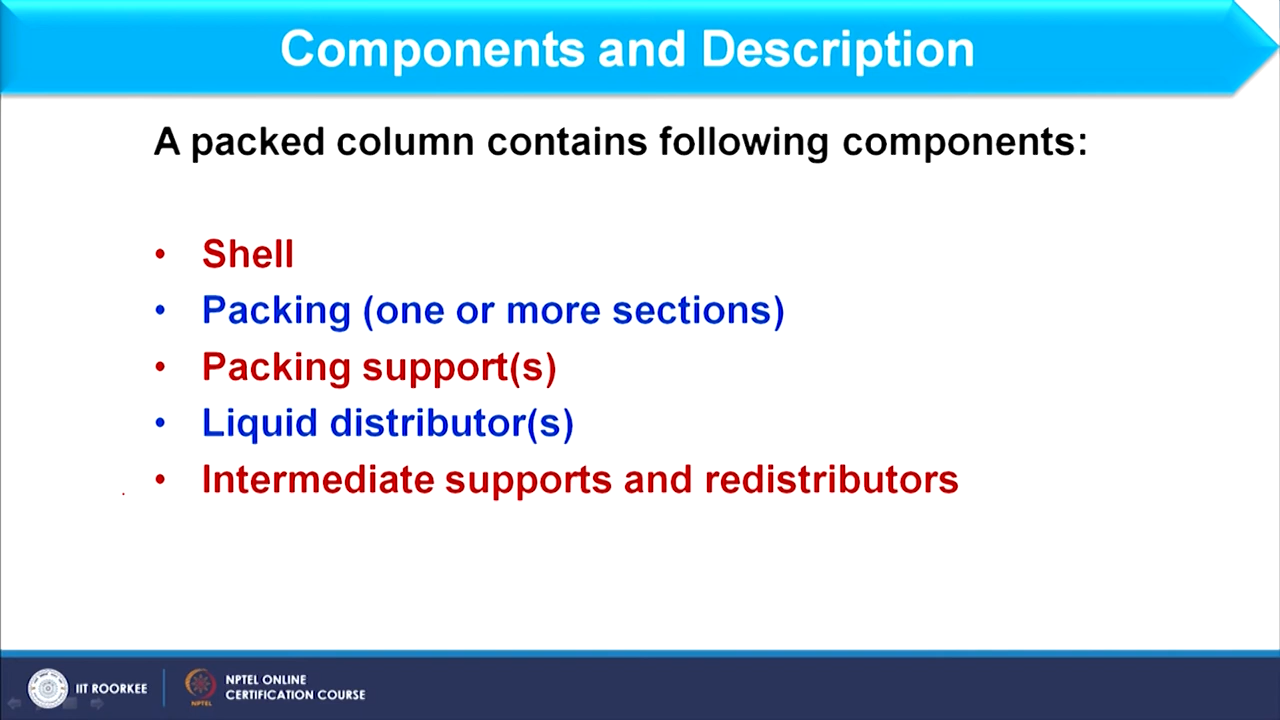 Components and Description
A packed column contains following components:
• Shell
• Packing (one or more sections)
• Packing support(s)
• Liquid distributor(s)
• Intermediate supports and redistributors
IIT ROORKEE
NPTEL
NPTEL ONLINE
CERTIFICATION COURSE